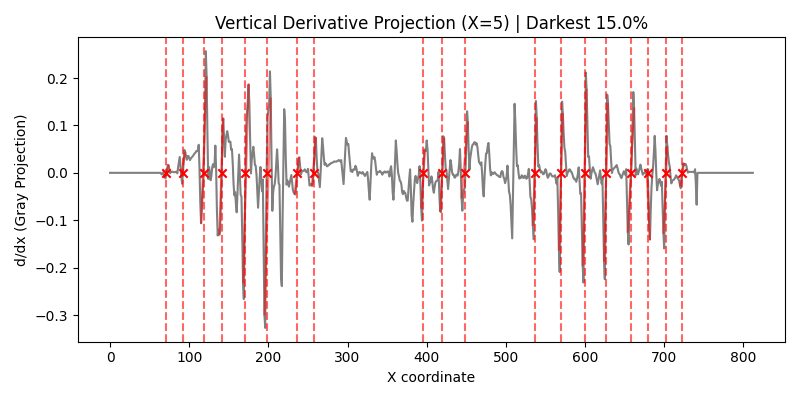 Vertical Derivative Projection (X=5) | Darkest 15.0%
d/dx (Gray Projection)
0.2
0.1
0.0
−0.1
−0.2
−0.3
0 100 200 300 400 500 600 700 800
X coordinate